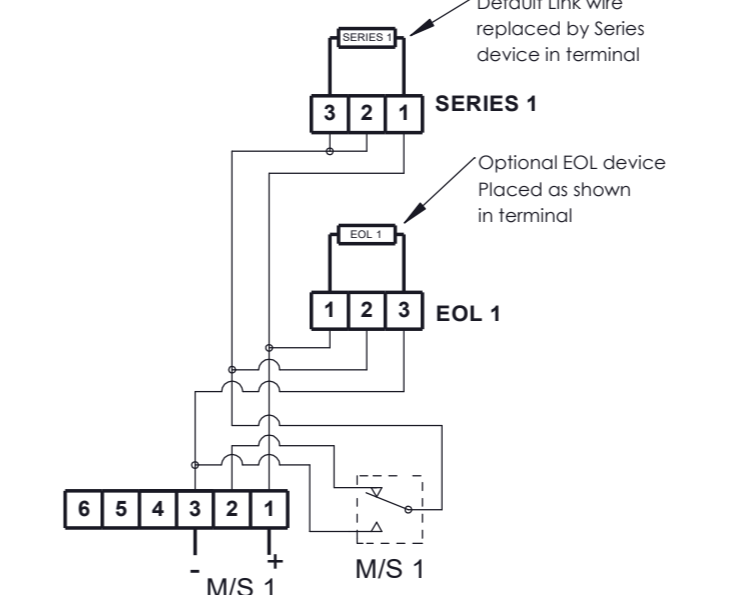 Default Link wire
replaced by Series
device in terminal
SERIES 1
3 2 1
SERIES 1
Optional EOL device
Placed as shown
in terminal
EOL 1
1 2 3
EOL 1
6 5 4 3 2 1
- +
M/S 1
M/S 1